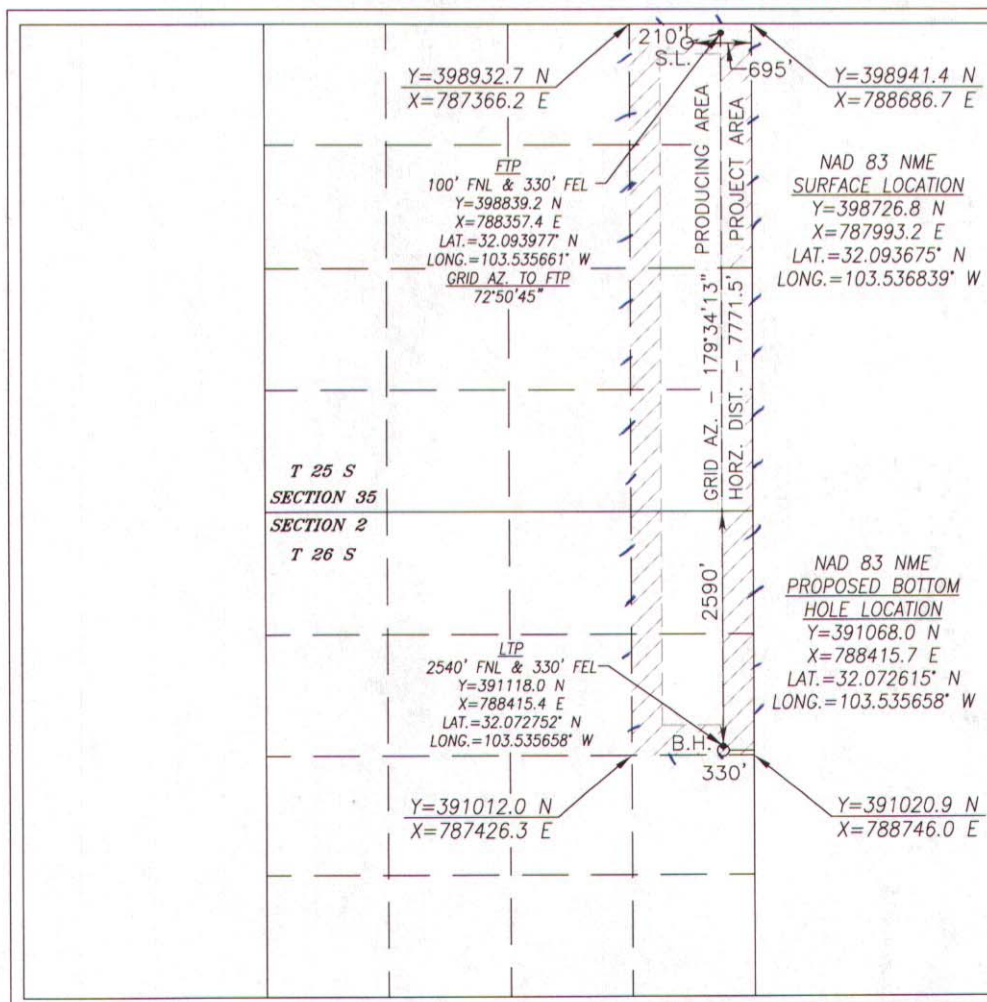 210'
S.L.
695'
Y=398932.7 N
X=787366.2 E
Y=398941.4 N
X=788686.7 E
FTP
100' FNL & 330' FEL
Y=398839.2 N
X=788357.4 E
LAT.=32.093977° N
LONG.=103.535661° W
GRID AZ. TO FTP
72°50'45"
NAD 83 NME
SURFACE LOCATION
Y=398726.8 N
X=787993.2 E
LAT.=32.093675° N
LONG.=103.536839° W
GRID AZ. - 179°34'13" PRODUCING AREA
HORZ. DIST. - 7771.5' PROJECT AREA
T 25 S
SECTION 35
SECTION 2
T 26 S
2590'
NAD 83 NME
PROPOSED BOTTOM
HOLE LOCATION
Y=391068.0 N
X=788415.7 E
LAT.=32.072615° N
LONG.=103.535658° W
LTP
2540' FNL & 330' FEL
Y=391118.0 N
X=788415.4 E
LAT.=32.072752° N
LONG.=103.535658° W
B.H.
330'
Y=391012.0 N
X=787426.3 E
Y=391020.9 N
X=788746.0 E